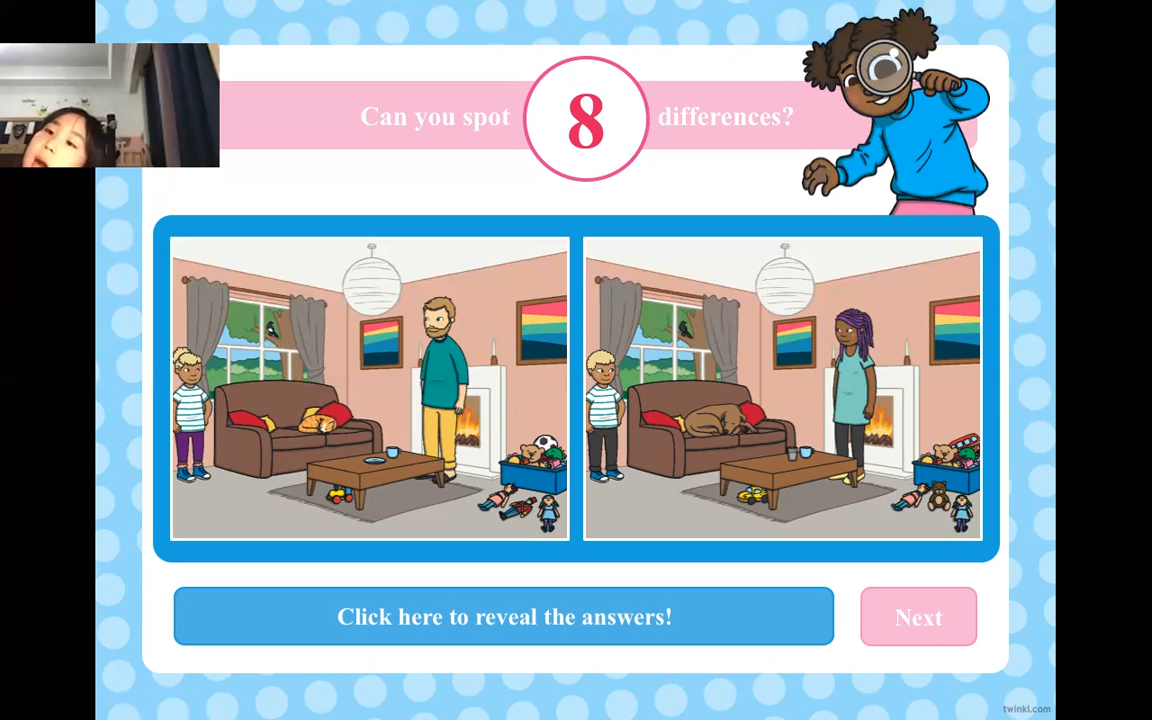 Can you spot 8 differences?
Click here to reveal the answers!
Next
twinkl.com